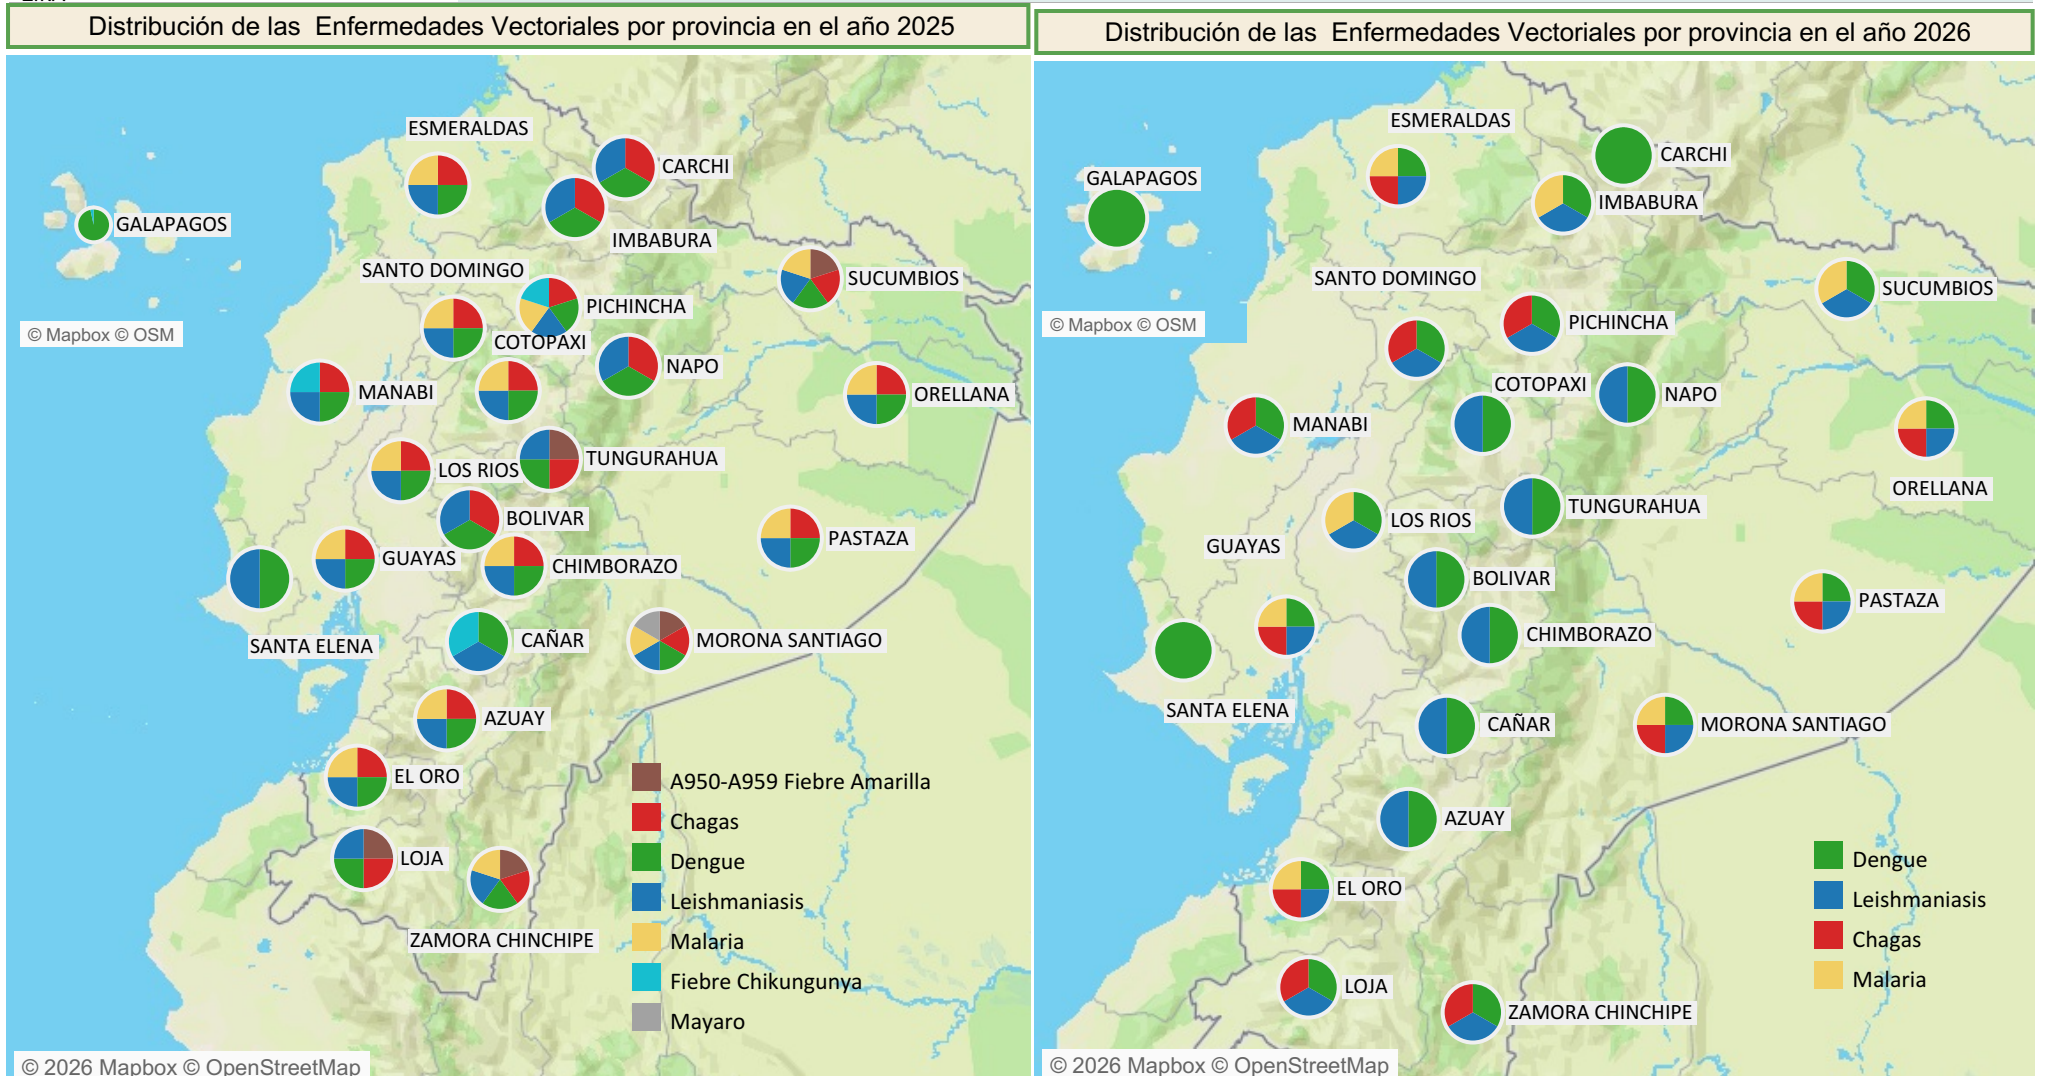 Distribución de las Enfermedades Vectoriales por provincia en el año 2025
ESMERALDAS
CARCHI
GALAPAGOS
IMBABURA
SANTO DOMINGO
SUCUMBIOS
PICHINCHA
© Mapbox © OSM
COTOPAXI
NAPO
MANABI
ORELLANA
LOS RIOS
TUNGURAHUA
BOLIVAR
PASTAZA
GUAYAS
CHIMBORAZO
SANTA ELENA
CAÑAR
MORONA SANTIAGO
AZUAY
EL ORO
LOJA
ZAMORA CHINCHIPE
A950-A959 Fiebre Amarilla
Chagas
Dengue
Leishmaniasis
Malaria
Fiebre Chikungunya
Mayaro
© 2026 Mapbox © OpenStreetMap
Distribución de las Enfermedades Vectoriales por provincia en el año 2026
ESMERALDAS
CARCHI
GALAPAGOS
IMBABURA
SANTO DOMINGO
SUCUMBIOS
© Mapbox © OSM
PICHINCHA
COTOPAXI
NAPO
MANABI
ORELLANA
TUNGURAHUA
LOS RIOS
GUAYAS
BOLIVAR
PASTAZA
CHIMBORAZO
SANTA ELENA
CAÑAR
MORONA SANTIAGO
AZUAY
EL ORO
LOJA
ZAMORA CHINCHIPE
Dengue
Leishmaniasis
Chagas
Malaria
© 2026 Mapbox © OpenStreetMap